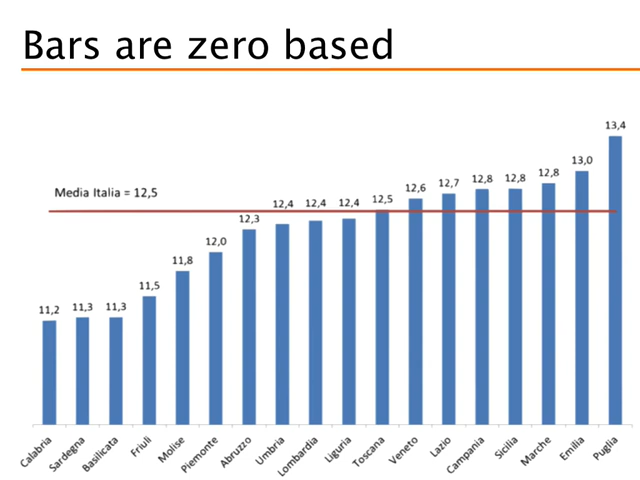 Bars are zero based
13,4
13,0
12,8
12,8
12,8
12,7
12,6
12,5
12,4
12,4
12,4
12,3
12,0
11,8
11,5
11,3
11,3
11,2
Media Italia = 12,5
Calabria
Sardegna
Basilicata
Friuli
Molise
Piemonte
Abruzzo
Umbria
Lombardia
Liguria
Toscana
Veneto
Lazio
Campania
Sicilia
Marche
Emilia
Puglia